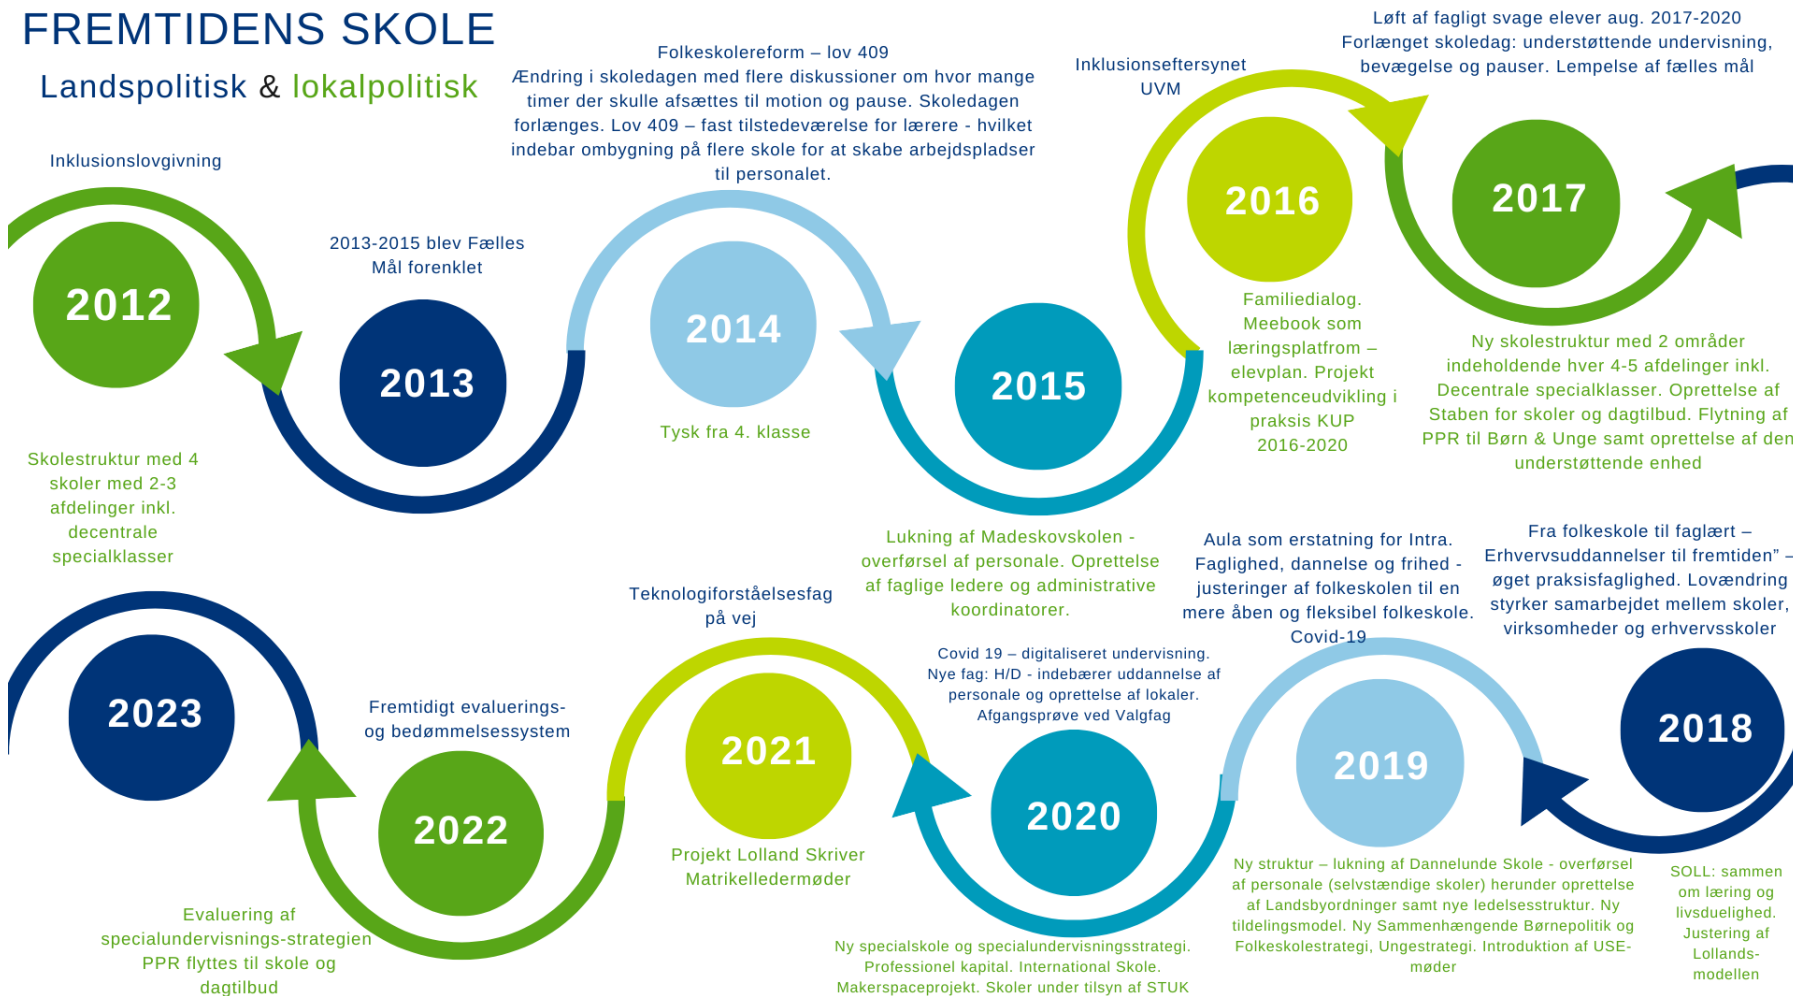 FREMTIDENS SKOLE
Landspolitisk & lokalpolitisk
Inklusionslovgivning
2012
Skolestruktur med 4
skoler med 2-3
afdelinger inkl.
decentrale
specialklasser
2013-2015 blev Fælles
Mål forenklet
2013
Folkeskolereform – lov 409
Ændring i skoledagen med flere diskussioner om hvor mange
timer der skulle afsættes til motion og pause. Skoledagen
forlænges. Lov 409 – fast tilstedeværelse for lærere - hvilket
indebar ombygning på flere skole for at skabe arbejdspladser
til personalet.
2014
Tysk fra 4. klasse
2015
Lukning af Madeskovskolen -
overførsel af personale. Oprettelse
af faglige ledere og administrative
koordinatorer.
Inklusionseftersynet
UVM
2016
Familiedialog.
Meebook som
læringsplatfrom –
elevplan. Projekt
kompetenceudvikling i
praksis KUP
2016-2020
Løft af fagligt svage elever aug. 2017-2020
Forlænget skoledag: understøttende undervisning,
bevægelse og pauser. Lempelse af fælles mål
2017
Ny skolestruktur med 2 områder
indeholdende hver 4-5 afdelinger inkl.
Decentrale specialklasser. Oprettelse af
Staben for skoler og dagtilbud. Flytning af
PPR til Børn & Unge samt oprettelse af den
understøttende enhed
Fra folkeskole til faglært –
Erhvervsuddannelser til fremtiden” –
øget praksisfaglighed. Lovændring
styrker samarbejdet mellem skoler,
virksomheder og erhvervsskoler
2018
SOLL: sammen
om læring og
livsduelighed.
Justering af
Lollands-
modellen
Aula som erstatning for Intra.
Faglighed, dannelse og frihed -
justeringer af folkeskolen til en
mere åben og fleksibel folkeskole.
Covid-19
2019
Ny struktur – lukning af Dannelunde Skole - overførsel
af personale (selvstændige skoler) herunder oprettelse
af Landsbyordninger samt nye ledelsesstruktur. Ny
tildelingsmodel. Ny Sammenhængende Børnepolitik og
Folkeskolestrategi, Ungestrategi. Introduktion af USE-
møder
Covid 19 – digitaliseret undervisning.
Nye fag: H/D - indebærer uddannelse af
personale og oprettelse af lokaler.
Afgangsprøve ved Valgfag
2020
Ny specialskole og specialundervisningsstrategi.
Professionel kapital. International Skole.
Makerspaceprojekt. Skoler under tilsyn af STUK
Teknologiforståelsesfag
på vej
2021
Projekt Lolland Skriver
Matrikelledermøder
Fremtidigt evaluerings-
og bedømmelsessystem
2022
Evaluering af
specialundervisnings-strategien
PPR flyttes til skole og
dagtilbud
2023